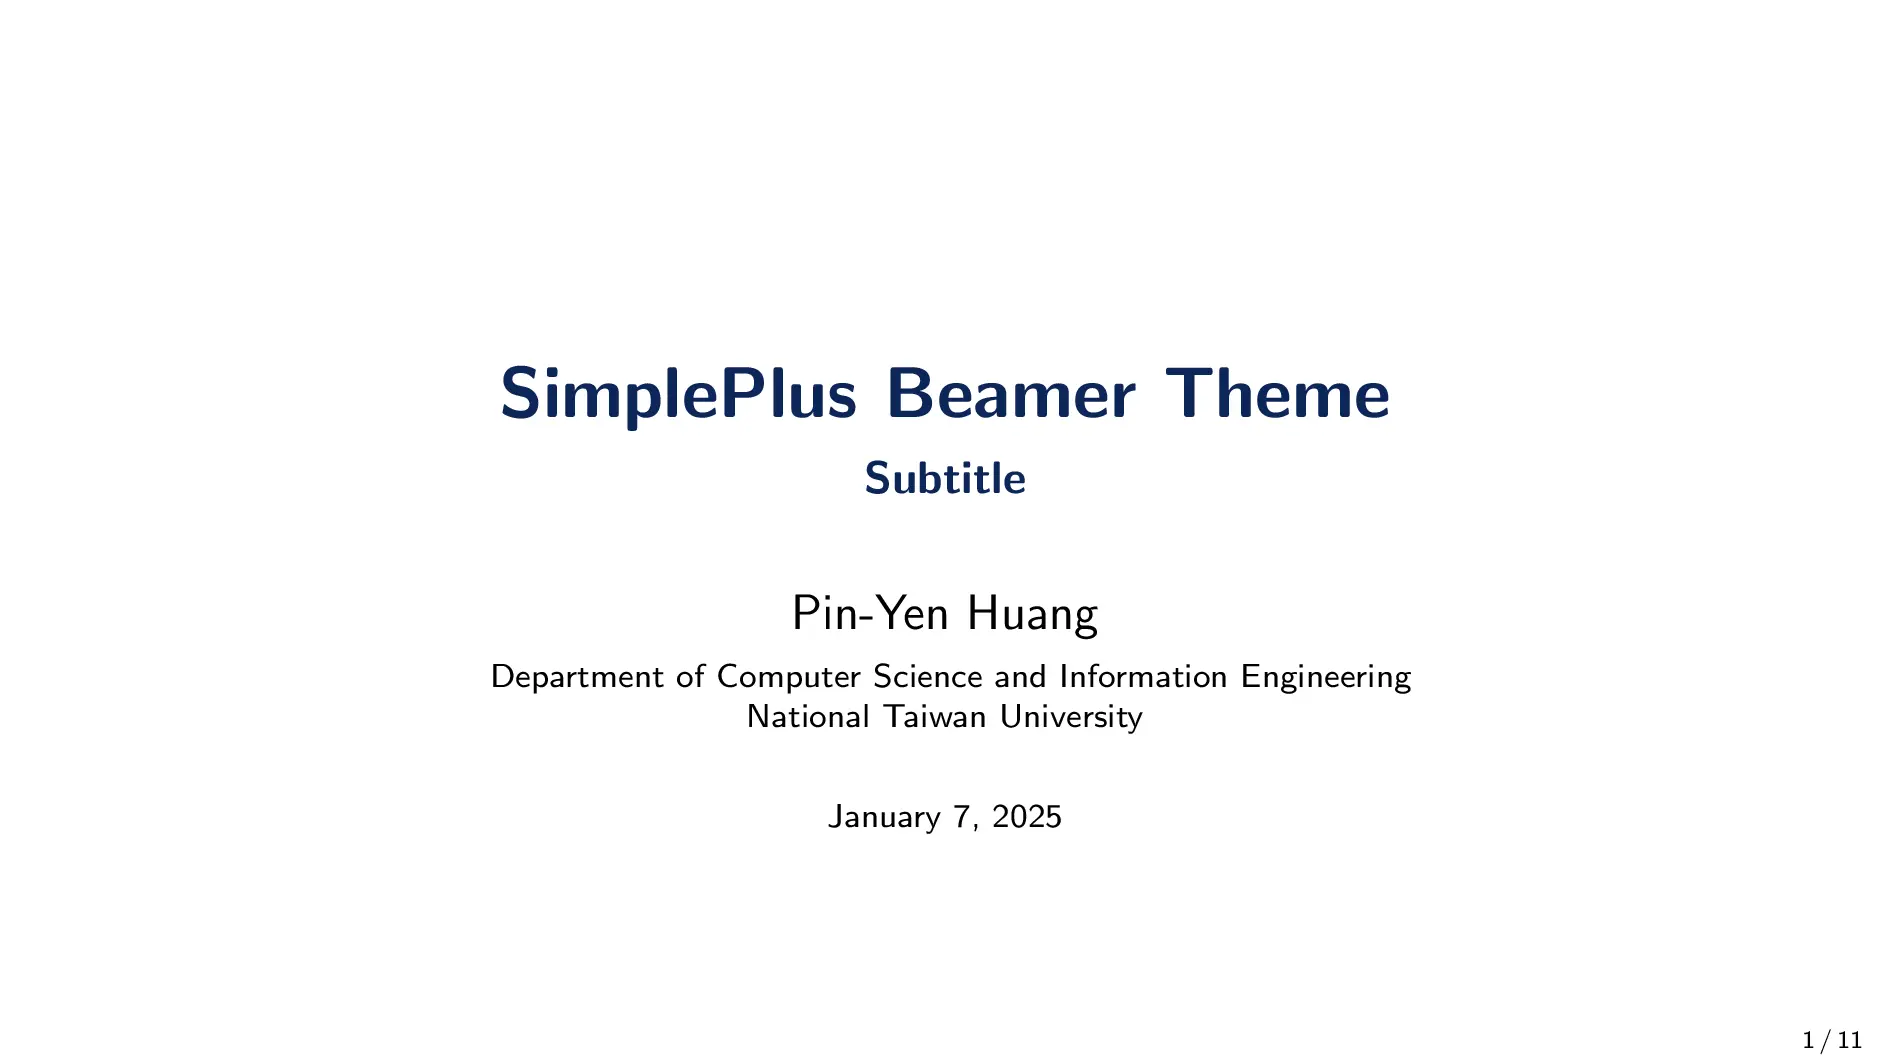 SimplePlus Beamer Theme
Subtitle
Pin-Yen Huang
Department of Computer Science and Information Engineering
National Taiwan University
January 7, 2025
1 / 11